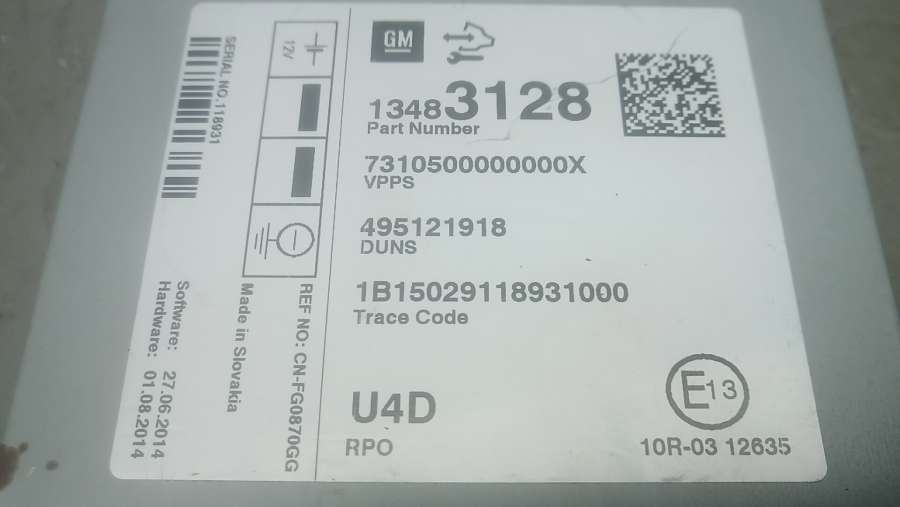 GM
13483128
Part Number
7310500000000X
VPPS
495121918
DUNS
1B15029118931000
Trace Code
U4D
RPO
E13
10R-03 12635
12V
SERIAL NO.118931
REF NO: CN-FG0870GG
Made in Slovakia
Software: 27.06.2014
Hardware: 01.08.2014